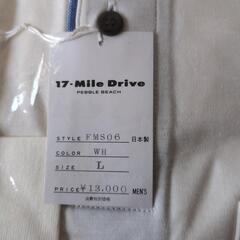 17-Mile Drive
PEBBLE BEACH
STYLE FMS06 日本製
COLOR WH
SIZE L
PRICE ¥13,000 MEN'S